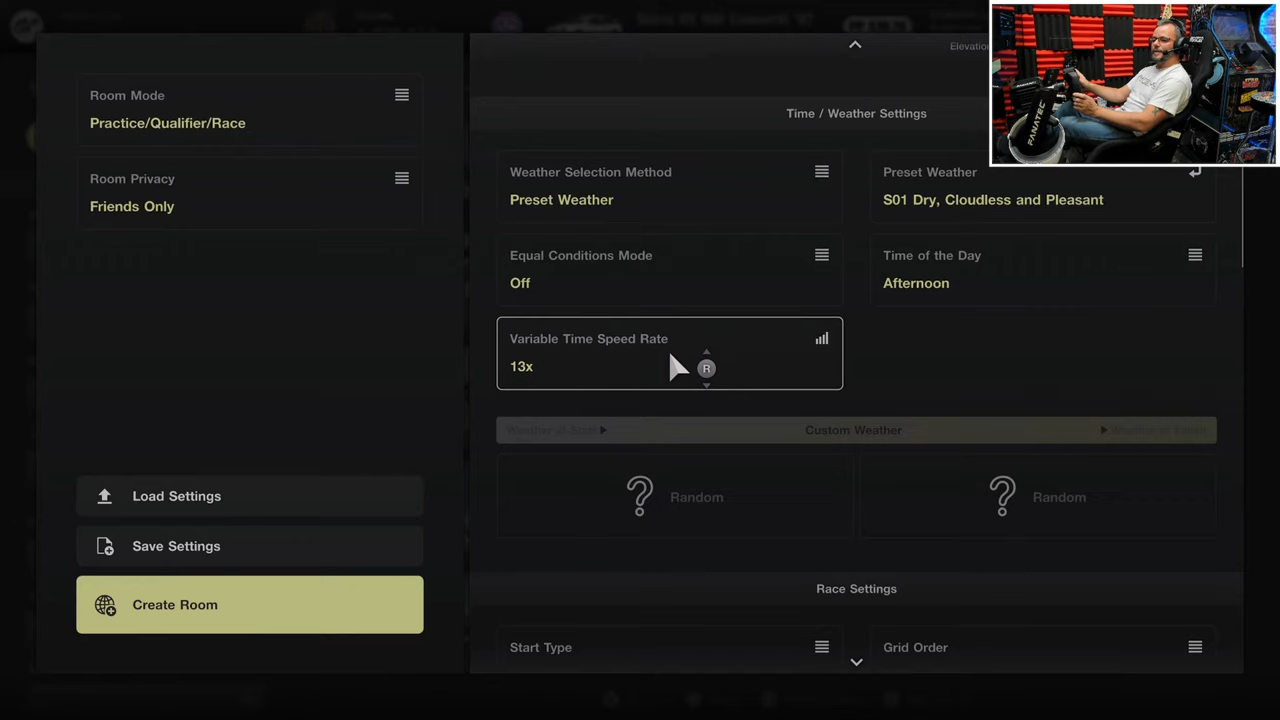 Room Mode
Practice/Qualifier/Race
Room Privacy
Friends Only
Load Settings
Save Settings
Create Room
Time / Weather Settings
Weather Selection Method
Preset Weather
Preset Weather
S01 Dry, Cloudless and Pleasant
Equal Conditions Mode
Off
Time of the Day
Afternoon
Variable Time Speed Rate
13x
R
Custom Weather
Random
Random
Race Settings
Start Type
Grid Order
FANATEC